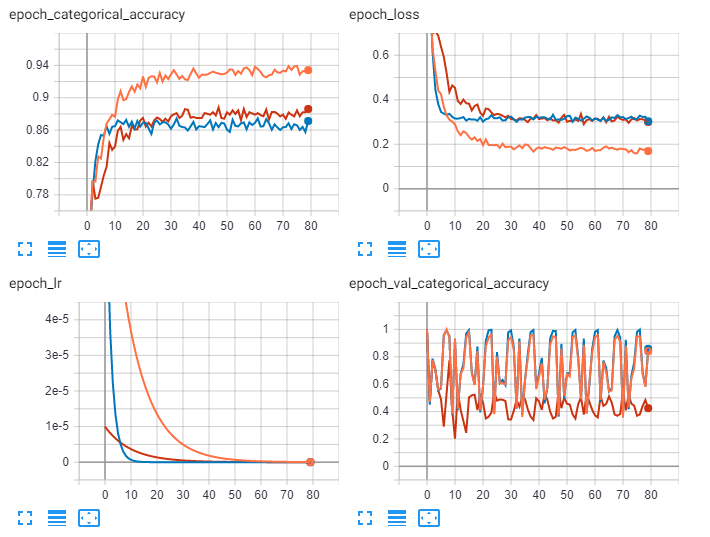 epoch_categorical_accuracy
0.94
0.9
0.86
0.82
0.78
0 10 20 30 40 50 60 70 80
epoch_loss
0.6
0.4
0.2
0
0 10 20 30 40 50 60 70 80
epoch_lr
4e-5
3e-5
2e-5
1e-5
0
0 10 20 30 40 50 60 70 80
epoch_val_categorical_accuracy
1
0.8
0.6
0.4
0.2
0
0 10 20 30 40 50 60 70 80